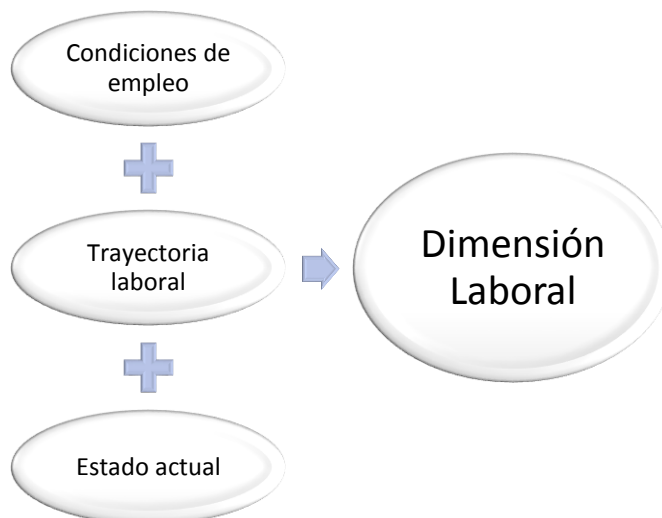 Condiciones de
empleo
Trayectoria
laboral
Estado actual
Dimensión
Laboral